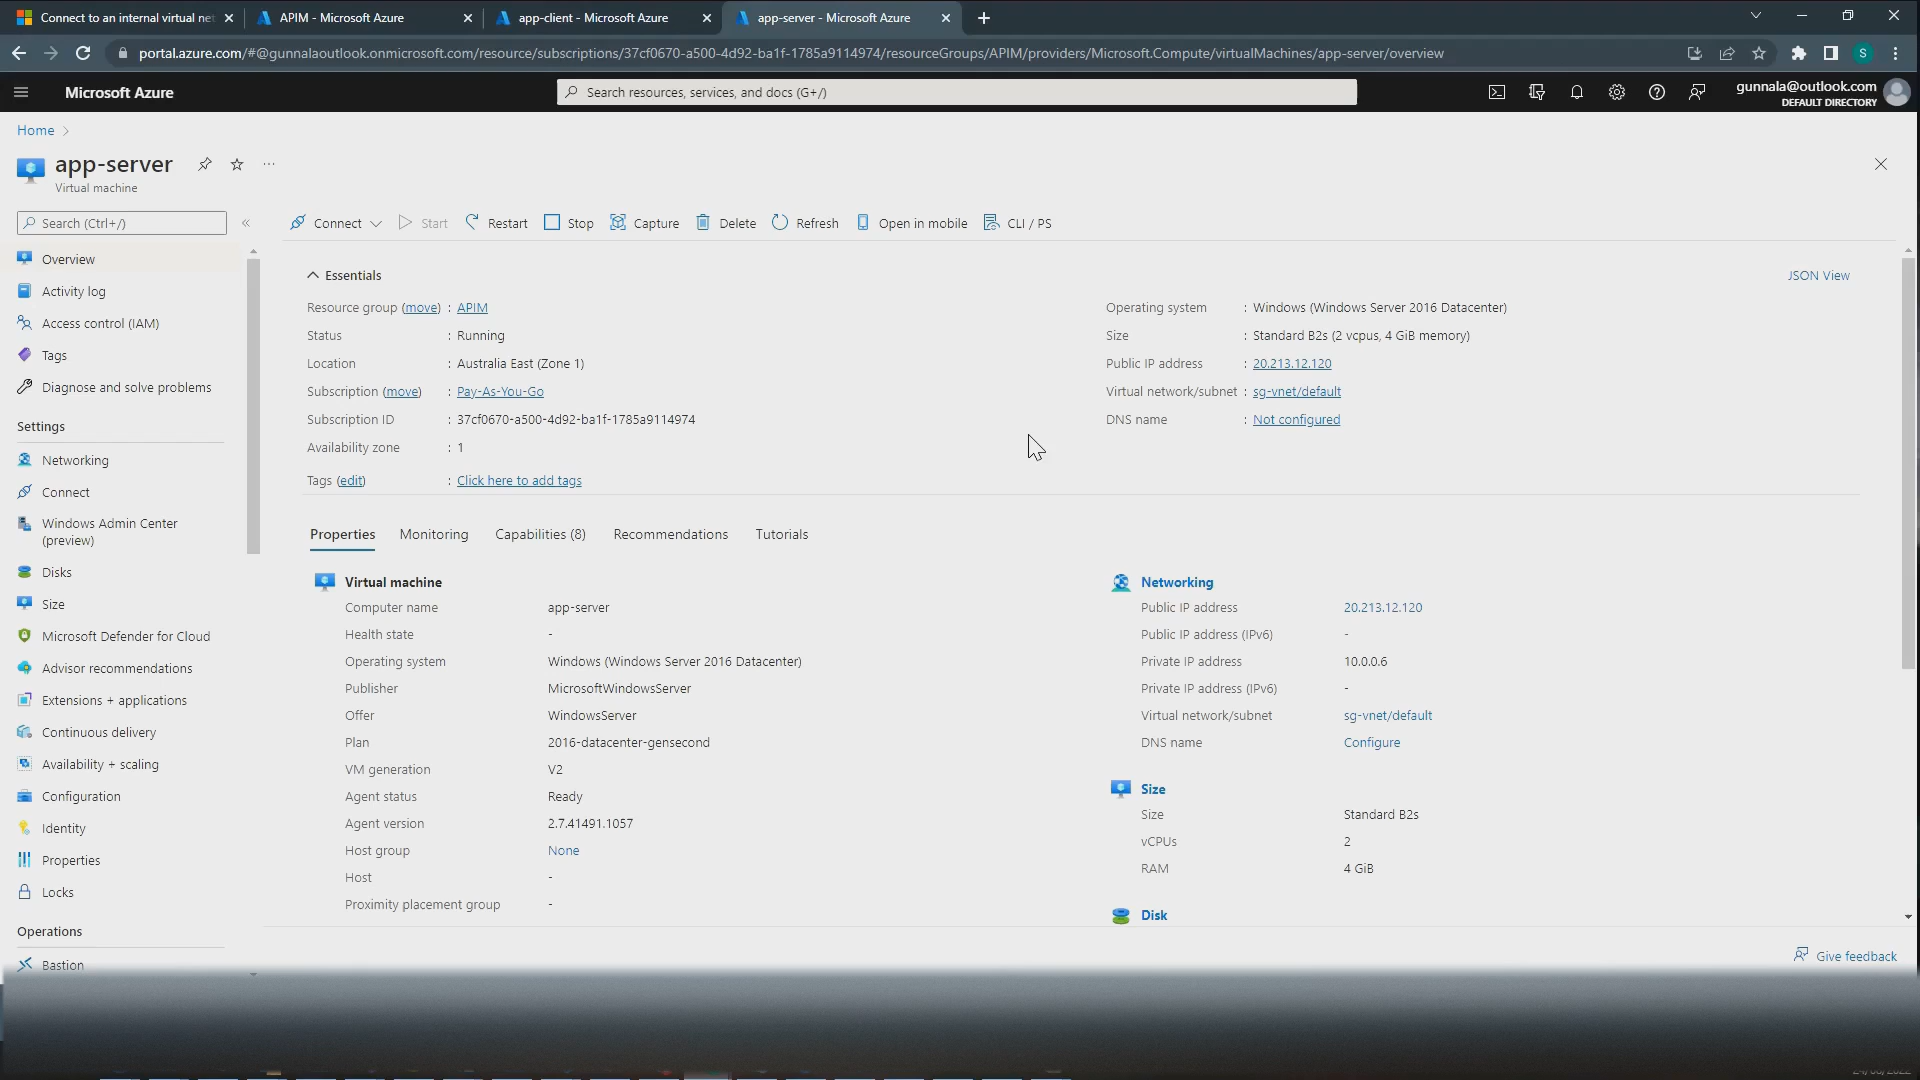 Connect to an internal virtual net
APIM - Microsoft Azure
app-client - Microsoft Azure
app-server - Microsoft Azure
portal.azure.com/#@gunnalaoutlook.onmicrosoft.com/resource/subscriptions/37cf0670-a500-4d92-ba1f-1785a9114974/resourceGroups/APIM/providers/Microsoft.Compute/virtualMachines/app-server/overview
S
Microsoft Azure
Search resources, services, and docs (G+/)
gunnala@outlook.com
DEFAULT DIRECTORY
Home
app-server
Virtual machine
Search (Ctrl+/)
Connect
Start
Restart
Stop
Capture
Delete
Refresh
Open in mobile
CLI / PS
Overview
Activity log
Access control (IAM)
Tags
Diagnose and solve problems
Settings
Networking
Connect
Windows Admin Center
(preview)
Disks
Size
Microsoft Defender for Cloud
Advisor recommendations
Extensions + applications
Continuous delivery
Availability + scaling
Configuration
Identity
Properties
Locks
Operations
Bastion
Essentials
JSON View
Resource group (move) : APIM
Status : Running
Location : Australia East (Zone 1)
Subscription (move) : Pay-As-You-Go
Subscription ID : 37cf0670-a500-4d92-ba1f-1785a9114974
Availability zone : 1
Tags (edit) : Click here to add tags
Operating system : Windows (Windows Server 2016 Datacenter)
Size : Standard B2s (2 vcpus, 4 GiB memory)
Public IP address : 20.213.12.120
Virtual network/subnet : sg-vnet/default
DNS name : Not configured
Properties
Monitoring
Capabilities (8)
Recommendations
Tutorials
Virtual machine
Computer name app-server
Health state -
Operating system Windows (Windows Server 2016 Datacenter)
Publisher MicrosoftWindowsServer
Offer WindowsServer
Plan 2016-datacenter-gensecond
VM generation V2
Agent status Ready
Agent version 2.7.41491.1057
Host group None
Host -
Proximity placement group -
Networking
Public IP address 20.213.12.120
Public IP address (IPv6) -
Private IP address 10.0.0.6
Private IP address (IPv6) -
Virtual network/subnet sg-vnet/default
DNS name Configure
Size
Size Standard B2s
vCPUs 2
RAM 4 GiB
Disk
Give feedback